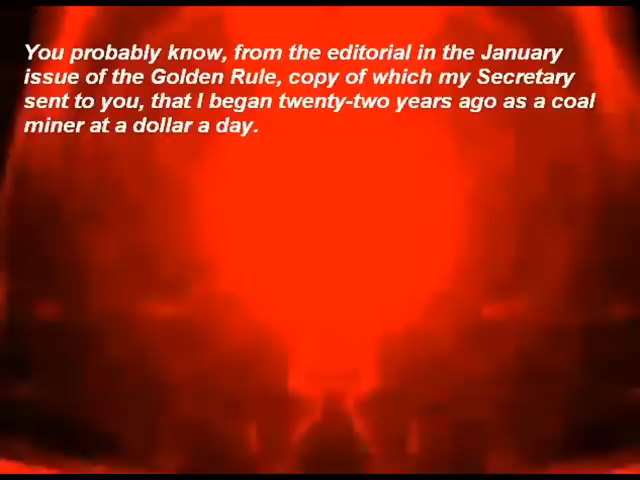 You probably know, from the editorial in the January
issue of the Golden Rule, copy of which my Secretary
sent to you, that I began twenty-two years ago as a coal
miner at a dollar a day.